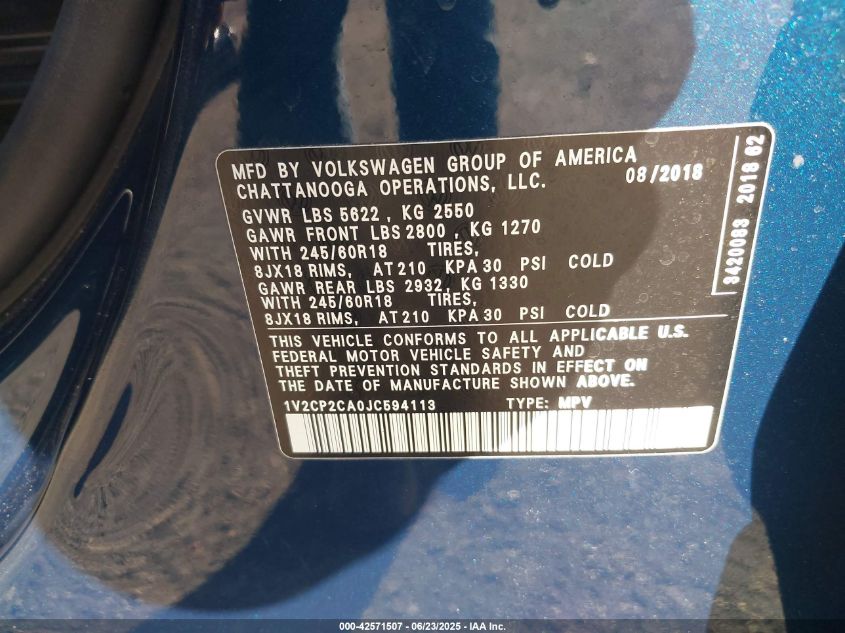 MFD BY VOLKSWAGEN GROUP OF AMERICA
CHATTANOOGA OPERATIONS, LLC. 08/2018
GVWR LBS 5622 , KG 2550
GAWR FRONT LBS 2800 , KG 1270
WITH 245/60R18 TIRES,
8JX18 RIMS, AT 210 KPA 30 PSI COLD
GAWR REAR LBS 2932, KG 1330
WITH 245/60R18 TIRES,
8JX18 RIMS, AT 210 KPA 30 PSI COLD
THIS VEHICLE CONFORMS TO ALL APPLICABLE U.S.
FEDERAL MOTOR VEHICLE SAFETY AND
THEFT PREVENTION STANDARDS IN EFFECT ON
THE DATE OF MANUFACTURE SHOWN ABOVE.
1V2CP2CA0JC594113 TYPE: MPV
3420083 2018 62
000-42571507 - 06/23/2025 - IAA Inc.